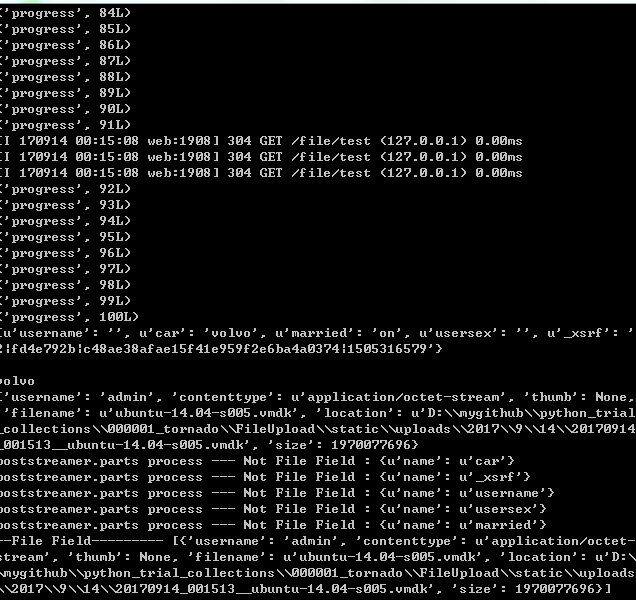 ('progress', 84L)
('progress', 85L)
('progress', 86L)
('progress', 87L)
('progress', 88L)
('progress', 89L)
('progress', 90L)
('progress', 91L)
[I 170914 00:15:08 web:1908] 304 GET /file/test (127.0.0.1) 0.00ms
[I 170914 00:15:08 web:1908] 304 GET /file/test (127.0.0.1) 0.00ms
[I 170914 00:15:08 web:1908] 304 GET /file/test (127.0.0.1) 0.00ms
('progress', 92L)
('progress', 93L)
('progress', 94L)
('progress', 95L)
('progress', 96L)
('progress', 97L)
('progress', 98L)
('progress', 99L)
('progress', 100L)
{u'username': '', u'car': 'volvo', u'married': 'on', u'usersex': '', u'_xsrf': '
2|fd4e792b|c48ae38afae15f41e959f2e6ba4a0374|1505316579'}
volvo
{'username': 'admin', 'contenttype': u'application/octet-stream', 'thumb': None,
'filename': u'ubuntu-14.04-s005.vmdk', 'location': u'D:\\mygithub\\python_trial
_collections\\000001_tornado\\FileUpload\\static\\uploads\\2017\\9\\14\\20170914
_001513__ubuntu-14.04-s005.vmdk', 'size': 1970077696}
poststreamer.parts process --- Not File Field : {u'name': u'car'}
poststreamer.parts process --- Not File Field : {u'name': u'_xsrf'}
poststreamer.parts process --- Not File Field : {u'name': u'username'}
poststreamer.parts process --- Not File Field : {u'name': u'usersex'}
poststreamer.parts process --- Not File Field : {u'name': u'married'}
--File Field--------- [{'username': 'admin', 'contenttype': u'application/octet-
stream', 'thumb': None, 'filename': u'ubuntu-14.04-s005.vmdk', 'location': u'D:\
\mygithub\\python_trial_collections\\000001_tornado\\FileUpload\\static\\uploads
\\2017\\9\\14\\20170914_001513__ubuntu-14.04-s005.vmdk', 'size': 1970077696}]